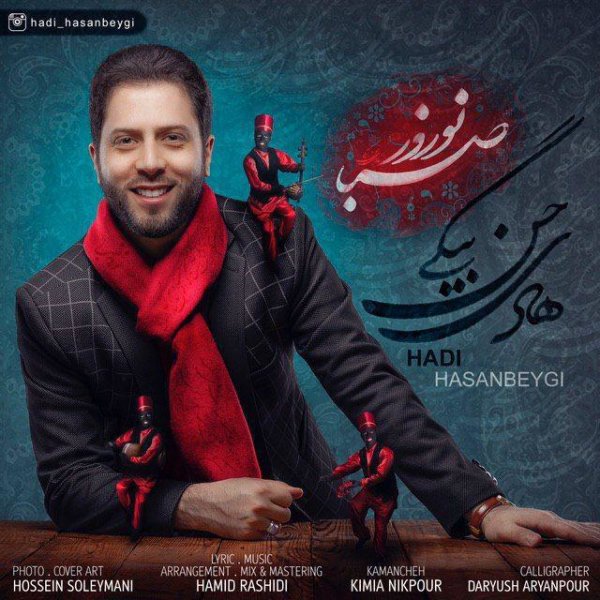 hadi_hasanbeygi
نوروز
صبا
هادی حسن بیگی
HADI
HASANBEYGI
PHOTO . COVER ART
HOSSEIN SOLEYMANI
LYRIC . MUSIC
ARRANGEMENT . MIX & MASTERING
HAMID RASHIDI
KAMANCHEH
KIMIA NIKPOUR
CALLIGRAPHER
DARYUSH ARYANPOUR